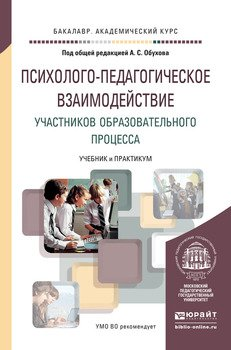 БАКАЛАВР. АКАДЕМИЧЕСКИЙ КУРС
Под общей редакцией А. С. Обухова
ПСИХОЛОГО-ПЕДАГОГИЧЕСКОЕ
ВЗАИМОДЕЙСТВИЕ
УЧАСТНИКОВ ОБРАЗОВАТЕЛЬНОГО
ПРОЦЕССА
УЧЕБНИК и ПРАКТИКУМ
МОСКОВСКИЙ
ПЕДАГОГИЧЕСКИЙ
ГОСУДАРСТВЕННЫЙ
УНИВЕРСИТЕТ
УМО ВО рекомендует
юрайт
biblio-online.ru